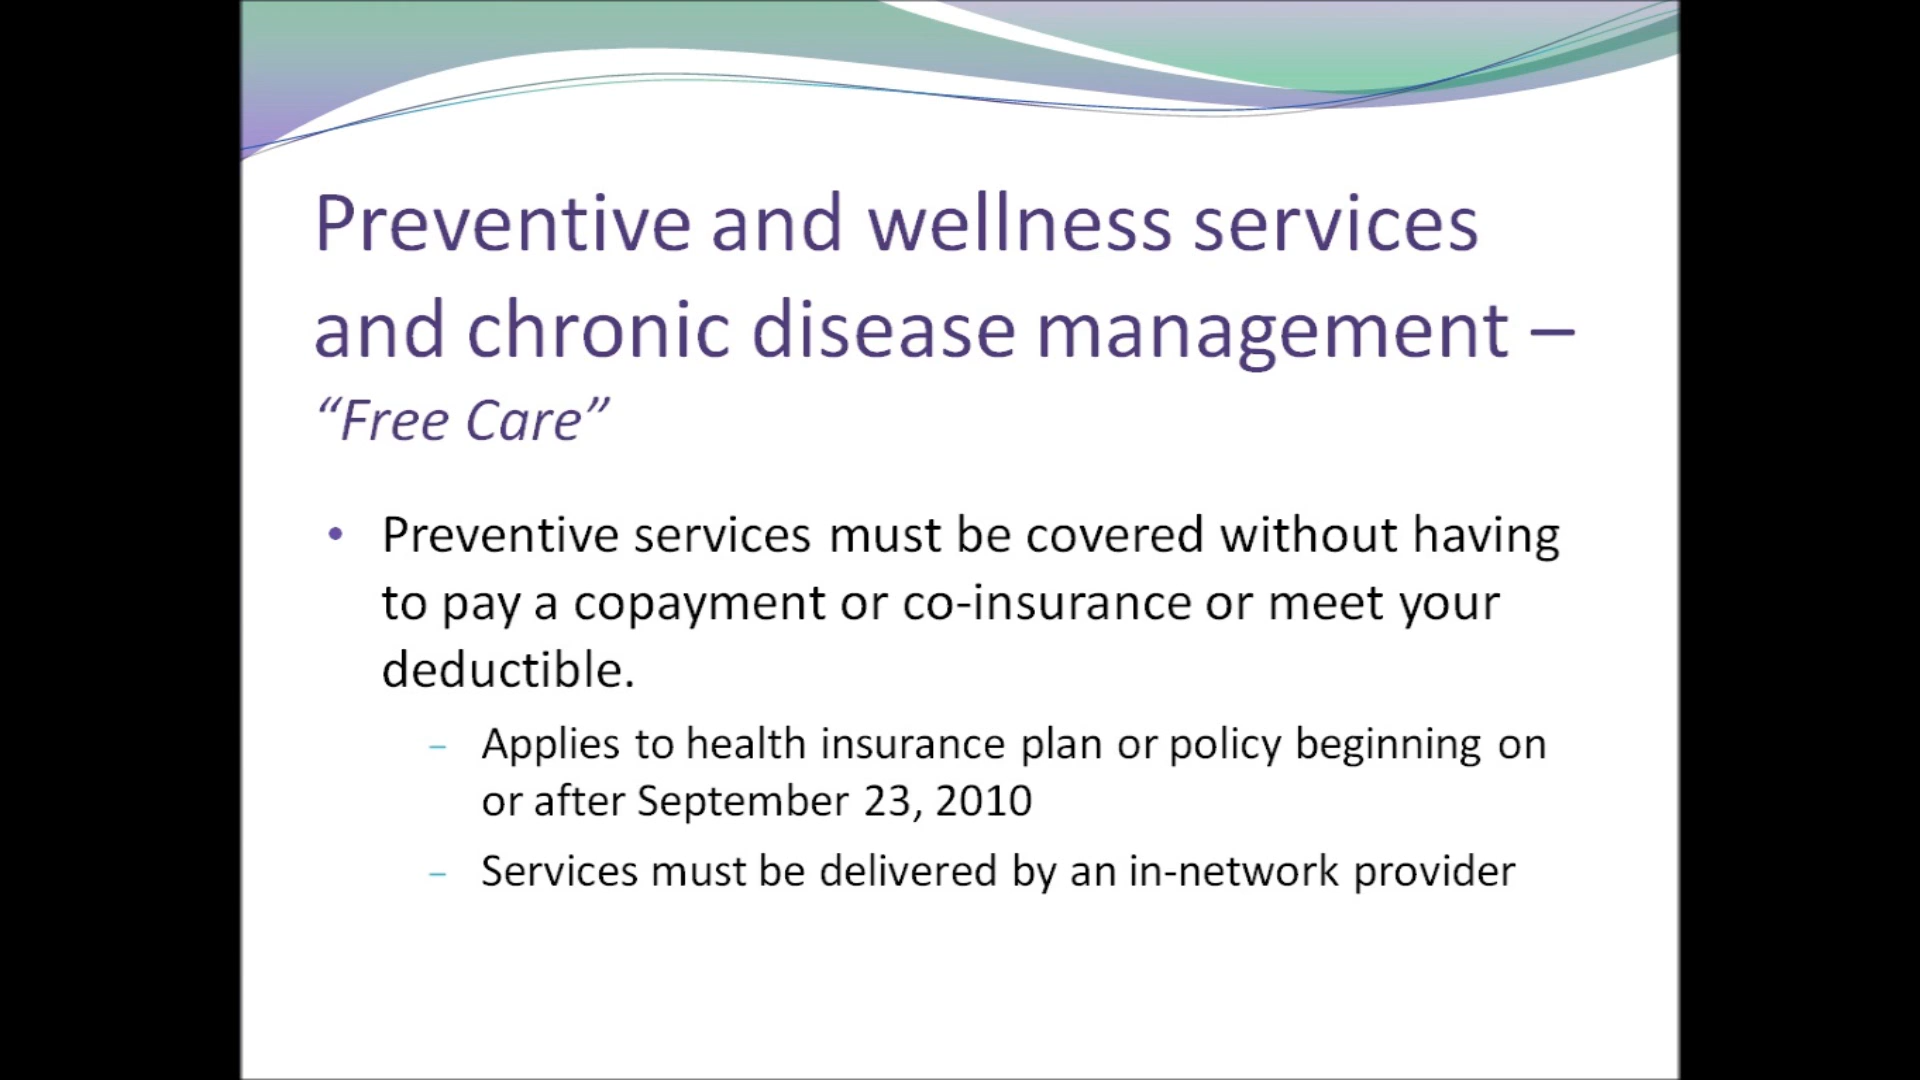 Preventive and wellness services
and chronic disease management –
“Free Care”
• Preventive services must be covered without having
to pay a copayment or co-insurance or meet your
deductible.
– Applies to health insurance plan or policy beginning on
or after September 23, 2010
– Services must be delivered by an in-network provider